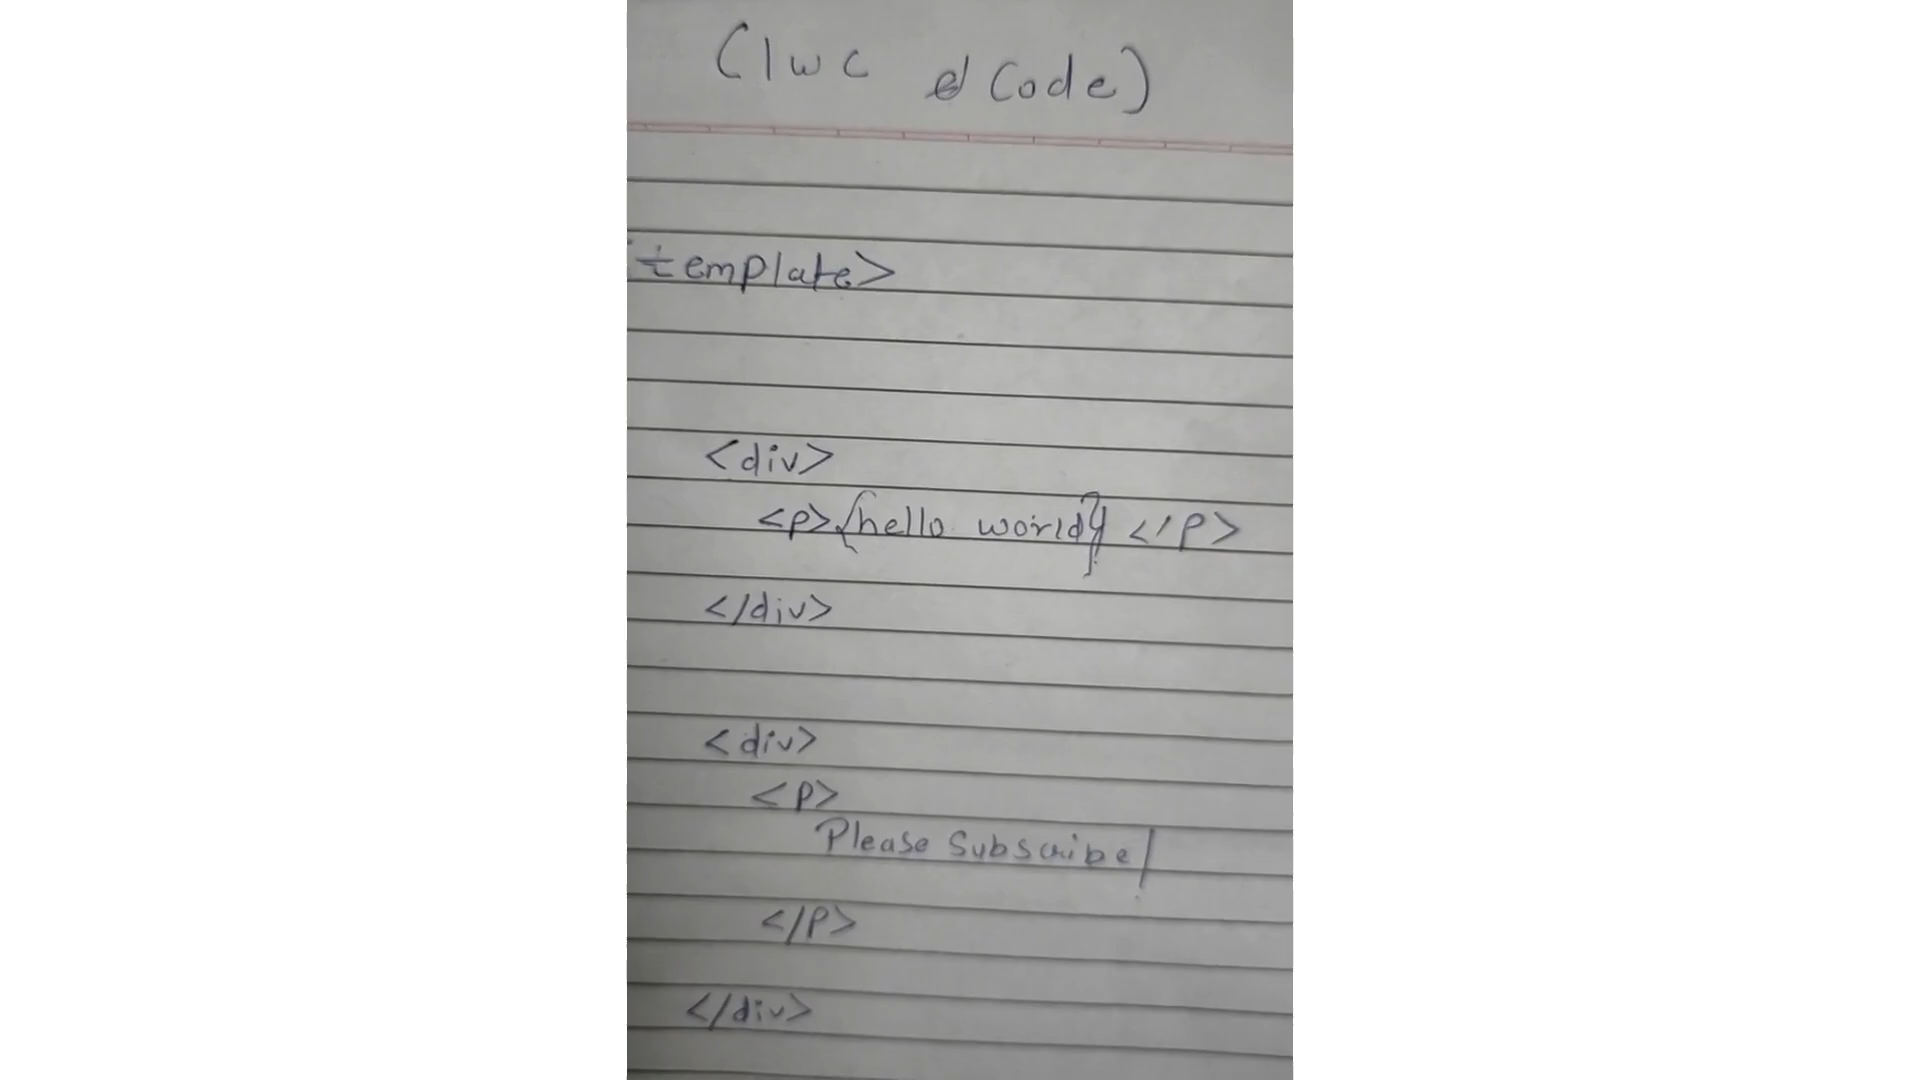 (lwc Code)
template>
<div>
<p>{hello world} </p>
</div>
<div>
<p>
Please Subscribe!
</p>
</div>